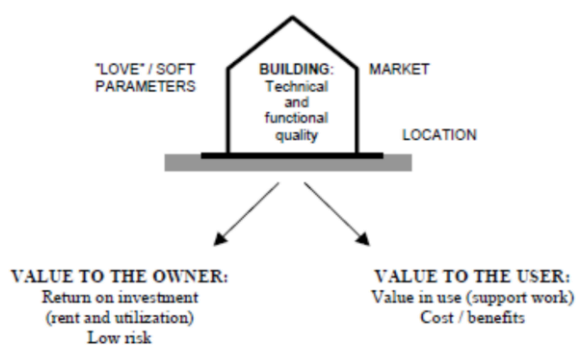 "LOVE" / SOFT
PARAMETERS
BUILDING:
Technical
and
functional
quality
MARKET
LOCATION
VALUE TO THE OWNER:
Return on investment
(rent and utilization)
Low risk
VALUE TO THE USER:
Value in use (support work)
Cost / benefits